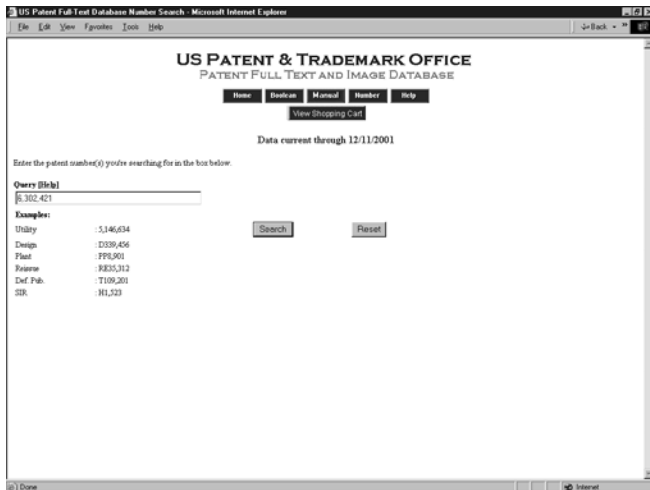 US Patent Full-Text Database Number Search - Microsoft Internet Explorer
File Edit View Favorites Tools Help
Back
US PATENT & TRADEMARK OFFICE
PATENT FULL TEXT AND IMAGE DATABASE
Home Boolean Manual Number Help
View Shopping Cart
Data current through 12/11/2001
Enter the patent number(s) you're searching for in the box below.
Query [Help]
6,302,421
Examples:
Utility : 5,146,634
Search Reset
Design : D339,456
Plant : PP8,901
Reissue : RE35,312
Def. Pub. : T109,201
SIR : H1,523
Done Internet